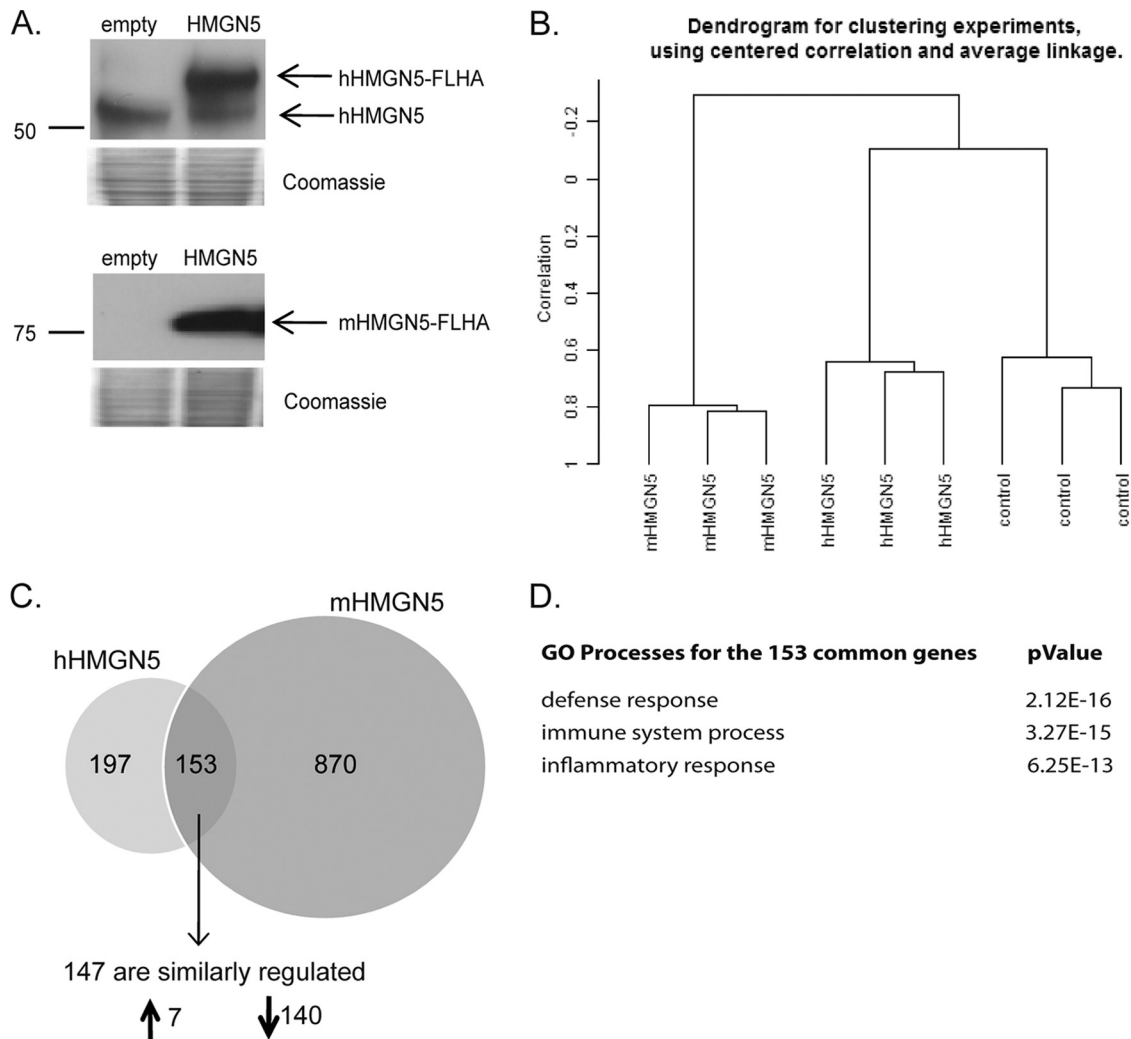 A.
empty HMGN5
hHMGN5-FLHA
hHMGN5
50
Coomassie
empty HMGN5
mHMGN5-FLHA
75
Coomassie
B.
Dendrogram for clustering experiments,
using centered correlation and average linkage.
Correlation
-0.2
0
0.2
0.4
0.6
0.8
1
mHMGN5
mHMGN5
mHMGN5
hHMGN5
hHMGN5
hHMGN5
control
control
control
C.
mHMGN5
hHMGN5
197 153 870
147 are similarly regulated
7 140
D.
GO Processes for the 153 common genes pValue
defense response 2.12E-16
immune system process 3.27E-15
inflammatory response 6.25E-13